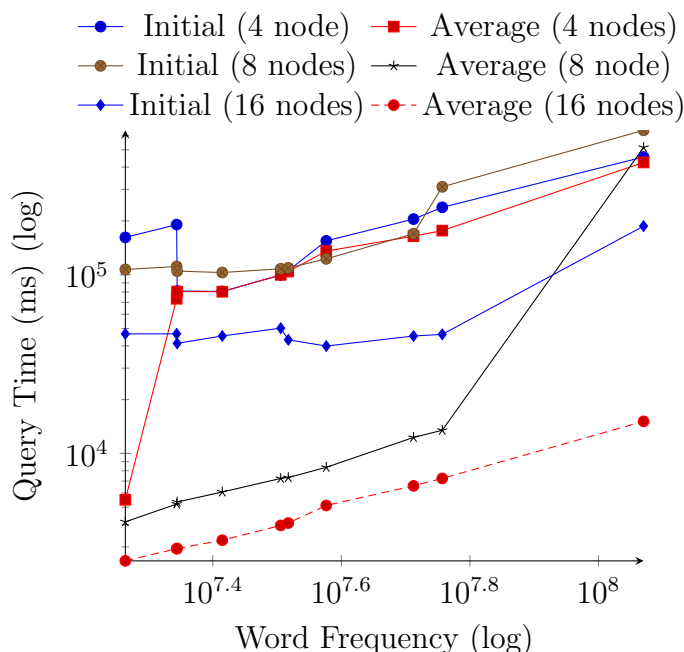 Initial (4 node) Average (4 nodes)
Initial (8 nodes) Average (8 node)
Initial (16 nodes) Average (16 nodes)
Query Time (ms) (log)
10^5
10^4
10^7.4 10^7.6 10^7.8 10^8
Word Frequency (log)